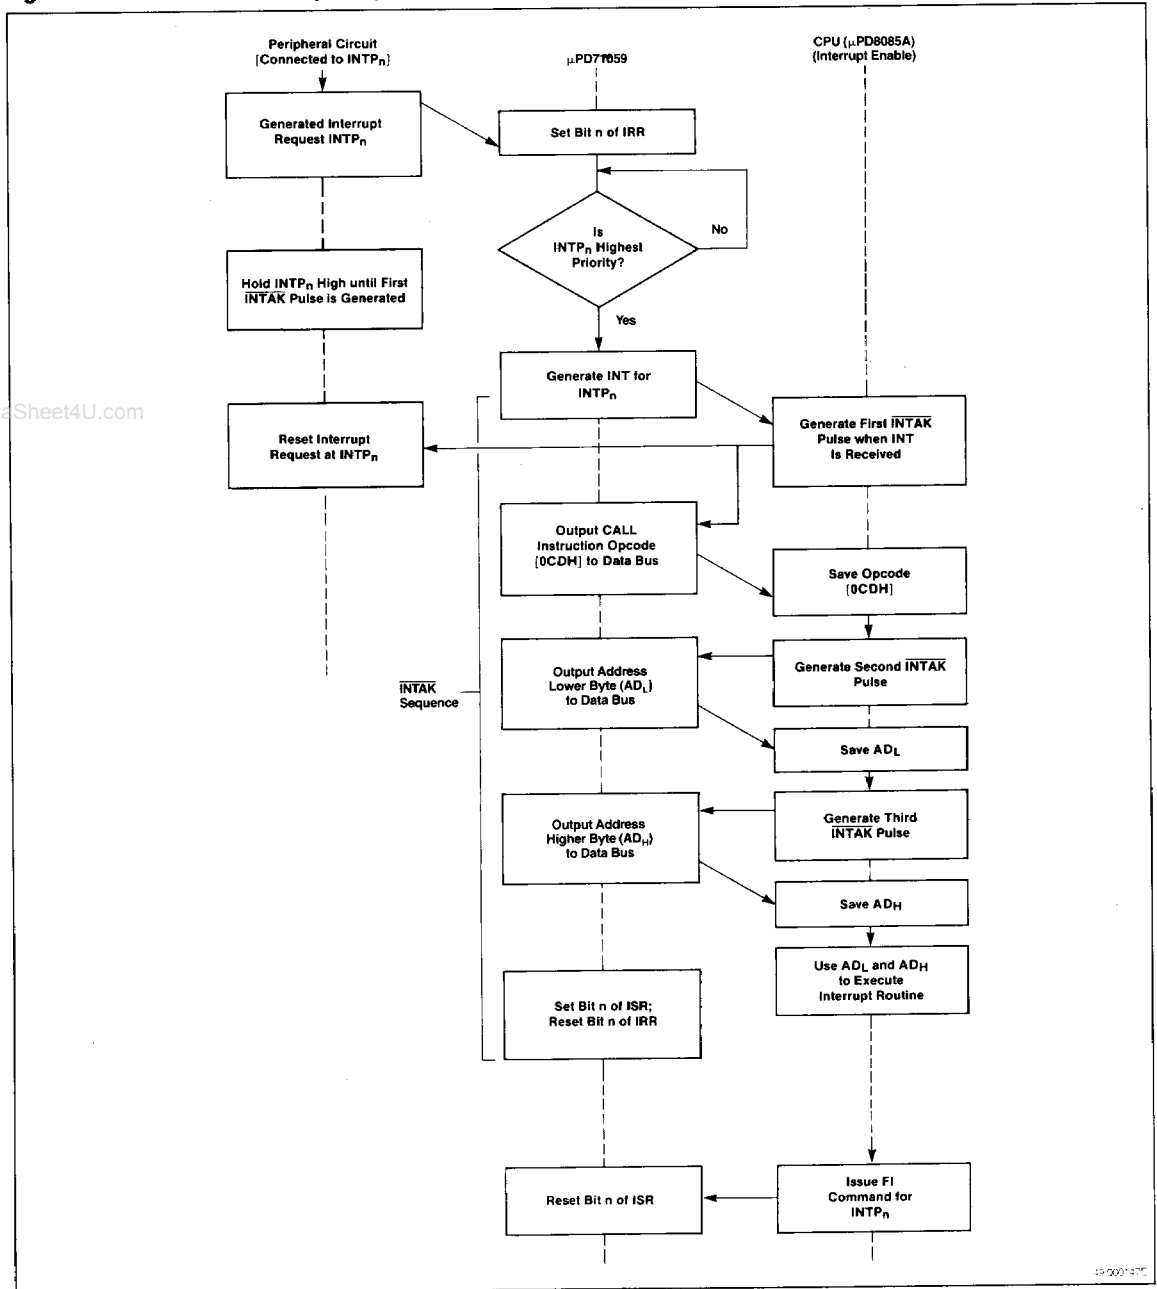 Peripheral Circuit
[Connected to INTPn]
μPD71059
CPU (μPD8085A)
(Interrupt Enable)
Generated Interrupt
Request INTPn
Set Bit n of IRR
Is
INTPn Highest
Priority?
No
Yes
Hold INTPn High until First
INTAK Pulse is Generated
Generate INT for
INTPn
aSheet4U.com
Reset Interrupt
Request at INTPn
Generate First INTAK
Pulse when INT
Is Received
Output CALL
Instruction Opcode
[0CDH] to Data Bus
Save Opcode
[0CDH]
INTAK
Sequence
Output Address
Lower Byte (ADL)
to Data Bus
Generate Second INTAK
Pulse
Save ADL
Output Address
Higher Byte (ADH)
to Data Bus
Generate Third
INTAK Pulse
Save ADH
Use ADL and ADH
to Execute
Interrupt Routine
Set Bit n of ISR;
Reset Bit n of IRR
Reset Bit n of ISR
Issue FI
Command for
INTPn